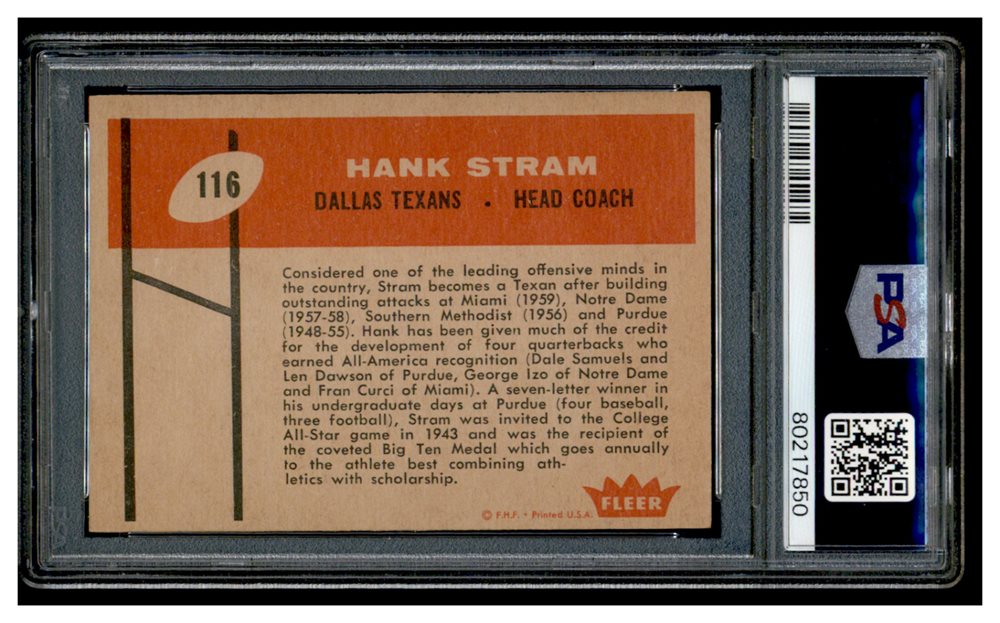 116
HANK STRAM
DALLAS TEXANS • HEAD COACH
Considered one of the leading offensive minds in
the country, Stram becomes a Texan after building
outstanding attacks at Miami (1959), Notre Dame
(1957-58), Southern Methodist (1956) and Purdue
(1948-55). Hank has been given much of the credit
for the development of four quarterbacks who
earned All-America recognition (Dale Samuels and
Len Dawson of Purdue, George Izo of Notre Dame
and Fran Curci of Miami). A seven-letter winner in
his undergraduate days at Purdue (four baseball,
three football), Stram was invited to the College
All-Star game in 1943 and was the recipient of
the coveted Big Ten Medal which goes annually
to the athlete best combining ath-
letics with scholarship.
© F.H.F. • Printed U.S.A.
FLEER
PSA
80217850
PSA